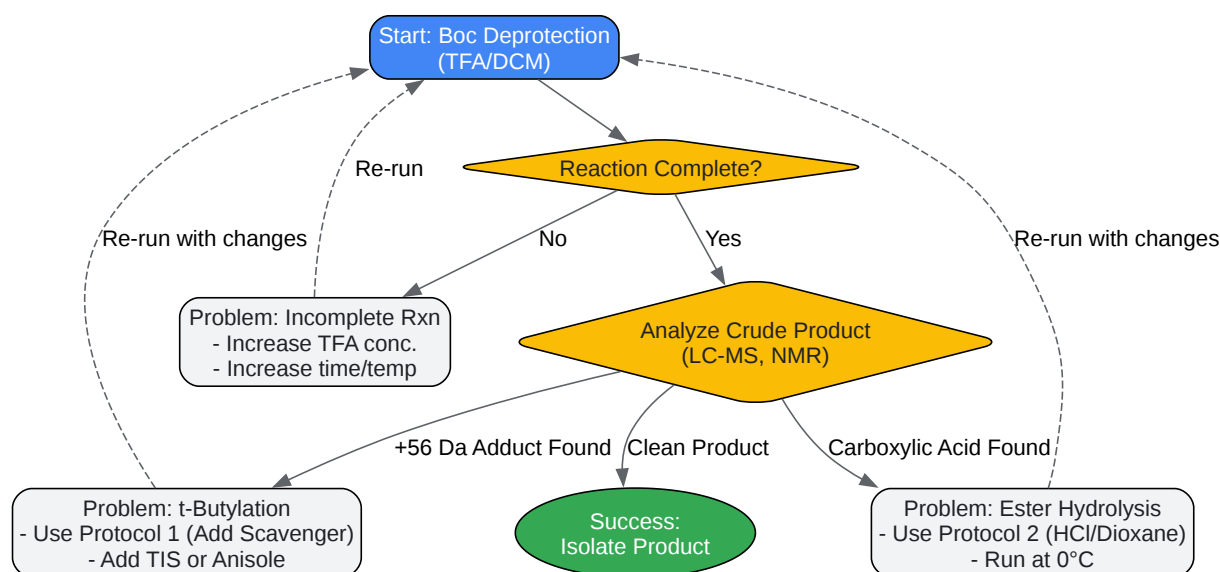 Start: Boc Deprotection
(TFA/DCM)
Reaction Complete?
Re-run
Re-run with changes
No
Yes
Re-run with changes
Problem: Incomplete Rxn
- Increase TFA conc.
- Increase time/temp
Analyze Crude Product
(LC-MS, NMR)
+56 Da Adduct Found
Clean Product
Carboxylic Acid Found
Problem: t-Butylation
- Use Protocol 1 (Add Scavenger)
- Add TIS or Anisole
Success:
Isolate Product
Problem: Ester Hydrolysis
- Use Protocol 2 (HCl/Dioxane)
- Run at 0°C